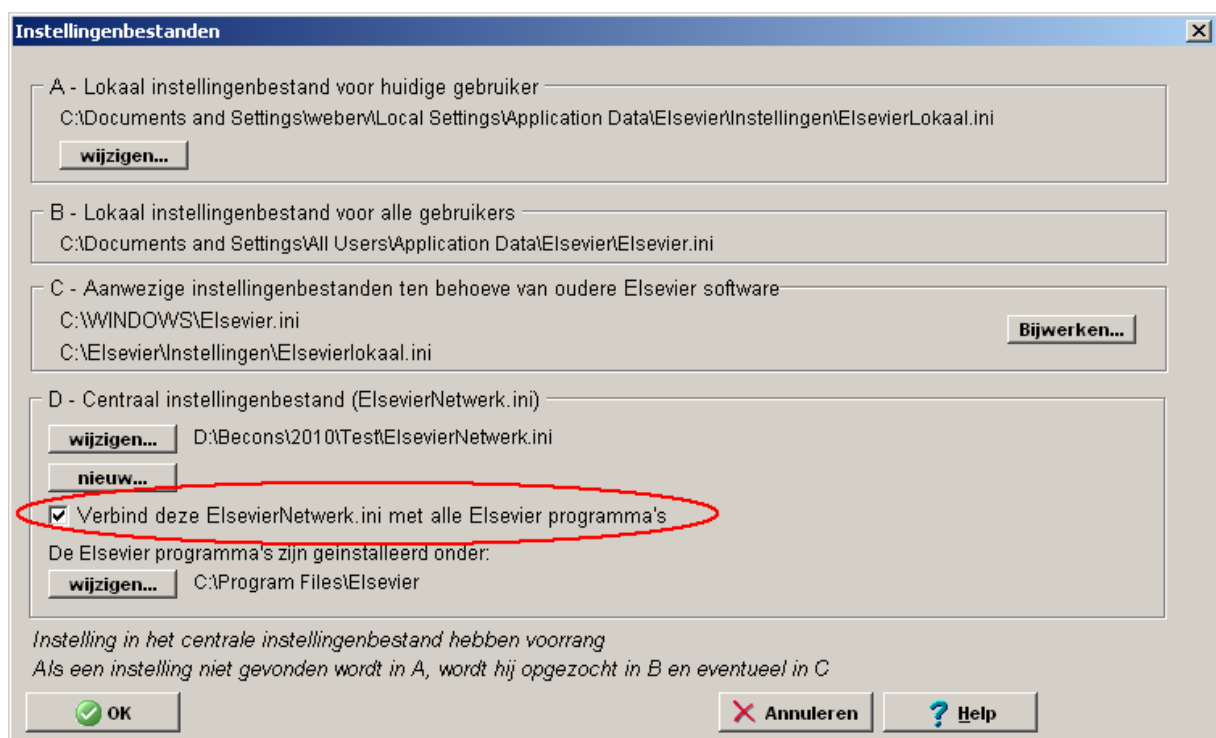 Instellingenbestanden
A - Lokaal instellingenbestand voor huidige gebruiker
C:\Documents and Settings\weberv\Local Settings\Application Data\Elsevier\Instellingen\ElsevierLokaal.ini
wijzigen...
B - Lokaal instellingenbestand voor alle gebruikers
C:\Documents and Settings\All Users\Application Data\Elsevier\Elsevier.ini
C - Aanwezige instellingenbestanden ten behoeve van oudere Elsevier software
C:\WINDOWS\Elsevier.ini
Bijwerken...
C:\Elsevier\Instellingen\Elsevierlokaal.ini
D - Centraal instellingenbestand (ElsevierNetwerk.ini)
wijzigen... D:\Becons\2010\Test\ElsevierNetwerk.ini
nieuw...
Verbind deze ElsevierNetwerk.ini met alle Elsevier programma's
De Elsevier programma's zijn geinstalleerd onder:
wijzigen... C:\Program Files\Elsevier
Instelling in het centrale instellingenbestand hebben voorrang
Als een instelling niet gevonden wordt in A, wordt hij opgezocht in B en eventueel in C
OK Annuleren Help